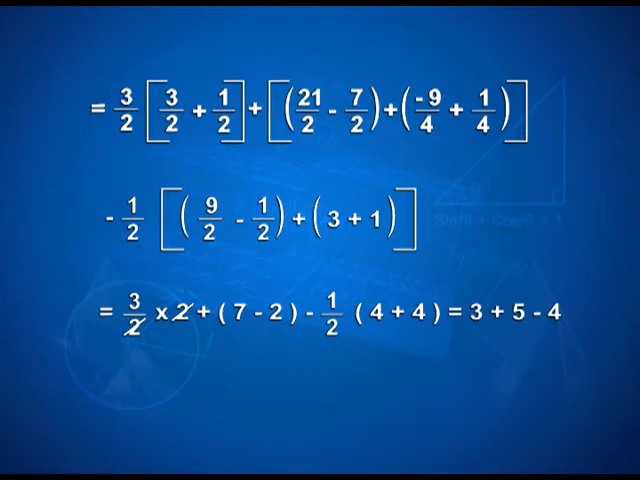 = 3/2 [ 3/2 + 1/2 ] + [ ( 21/2 - 7/2 ) + ( -9/4 + 1/4 ) ]
- 1/2 [ ( 9/2 - 1/2 ) + ( 3 + 1 ) ]
= 3/2 x 2 + ( 7 - 2 ) - 1/2 ( 4 + 4 ) = 3 + 5 - 4